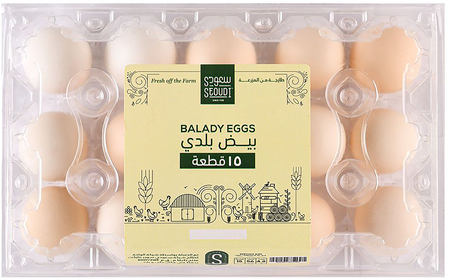 سعودي
SEOUDI
Fresh off the Farm
طازجة من المزرعة
BALADY EGGS
بيض بلدي
١٥ قطعة
S